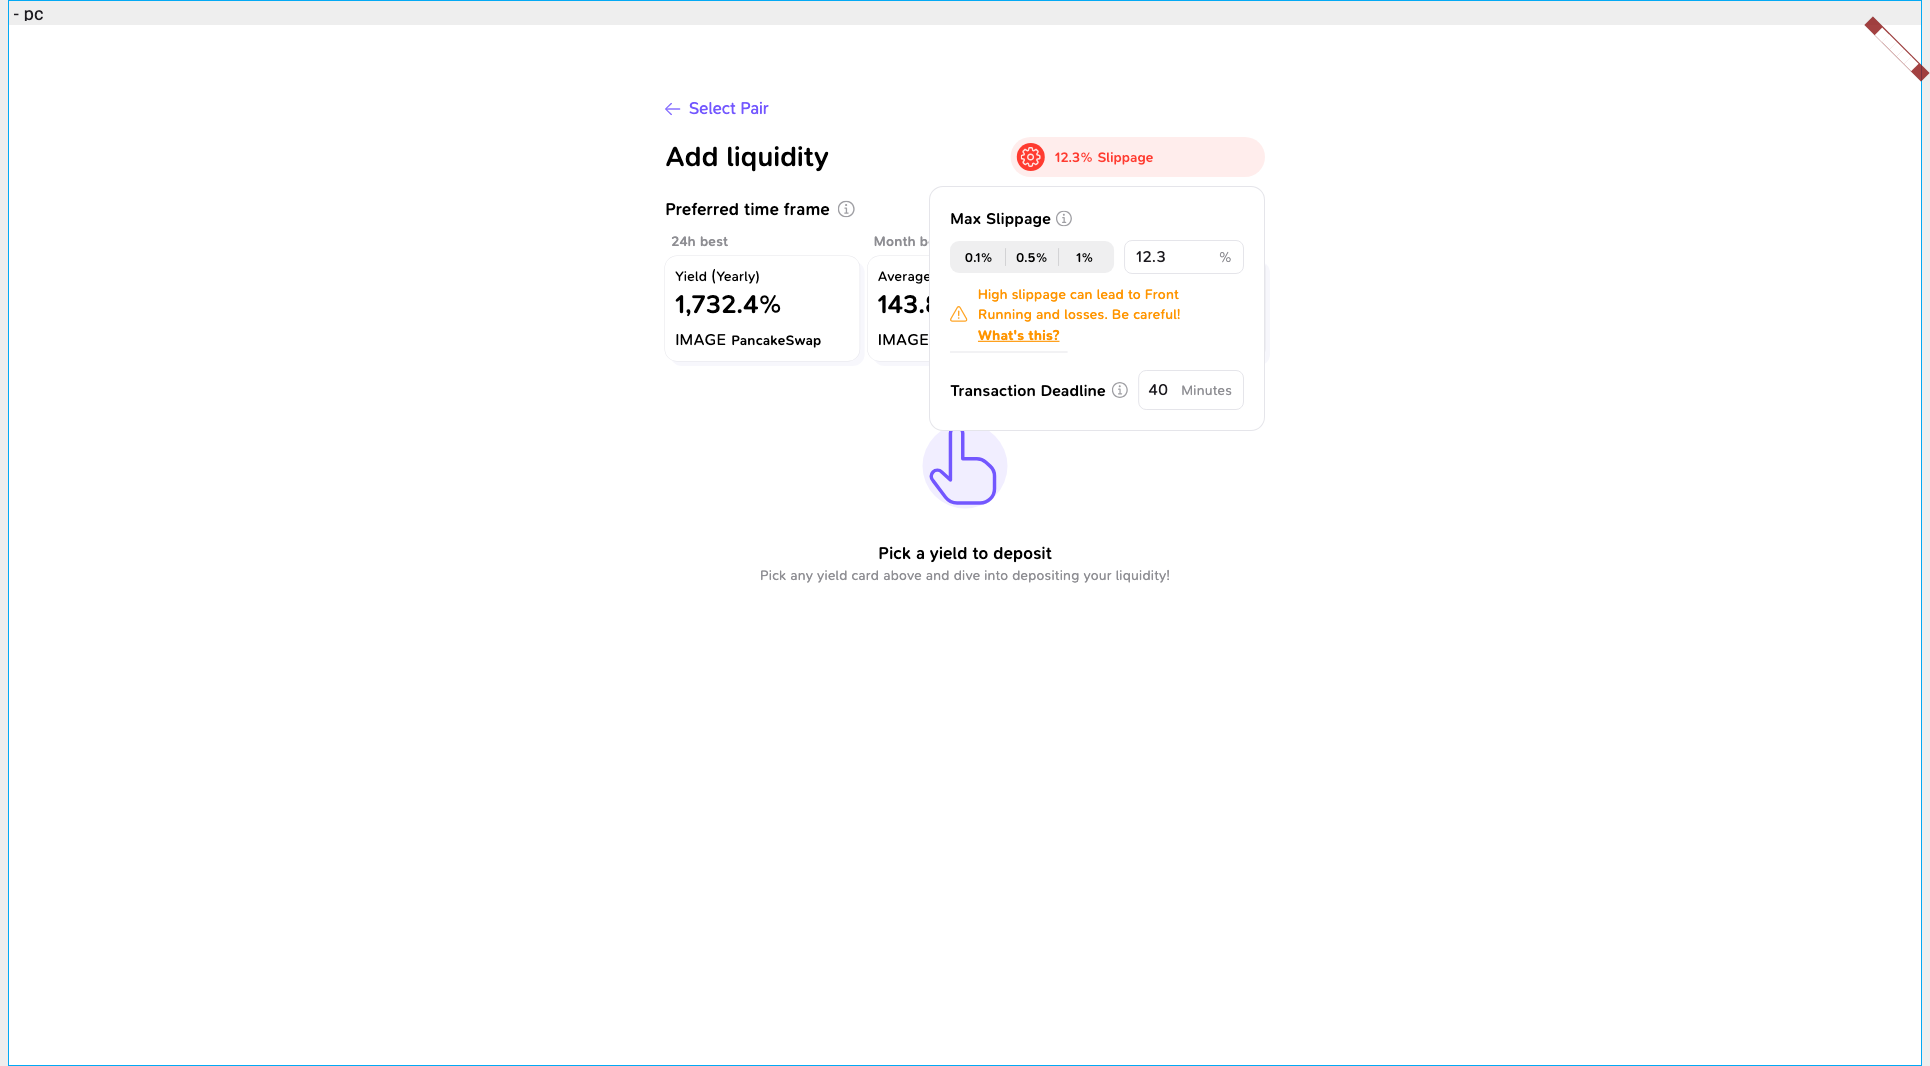 - pc
Select Pair
Add liquidity
12.3% Slippage
Preferred time frame
24h best
Month b
Yield (Yearly)
1,732.4%
IMAGE PancakeSwap
Average
143.8
IMAGE
Max Slippage
0.1% 0.5% 1%
12.3 %
High slippage can lead to Front
Running and losses. Be careful!
What's this?
Transaction Deadline
40 Minutes
Pick a yield to deposit
Pick any yield card above and dive into depositing your liquidity!